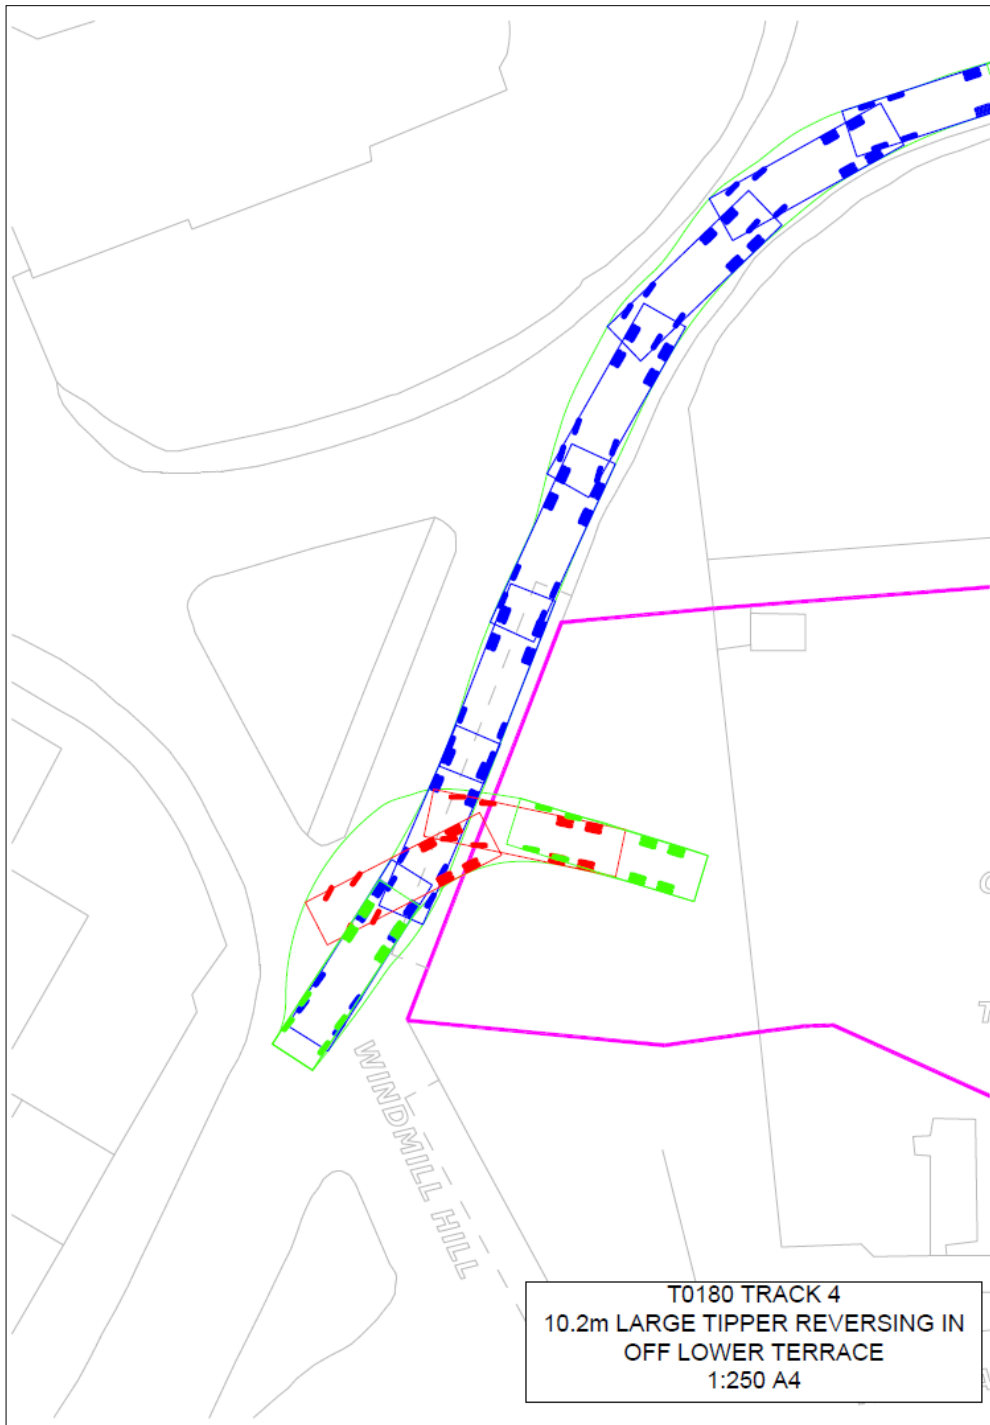 WINDMILL HILL
T0180 TRACK 4
10.2m LARGE TIPPER REVERSING IN
OFF LOWER TERRACE
1:250 A4